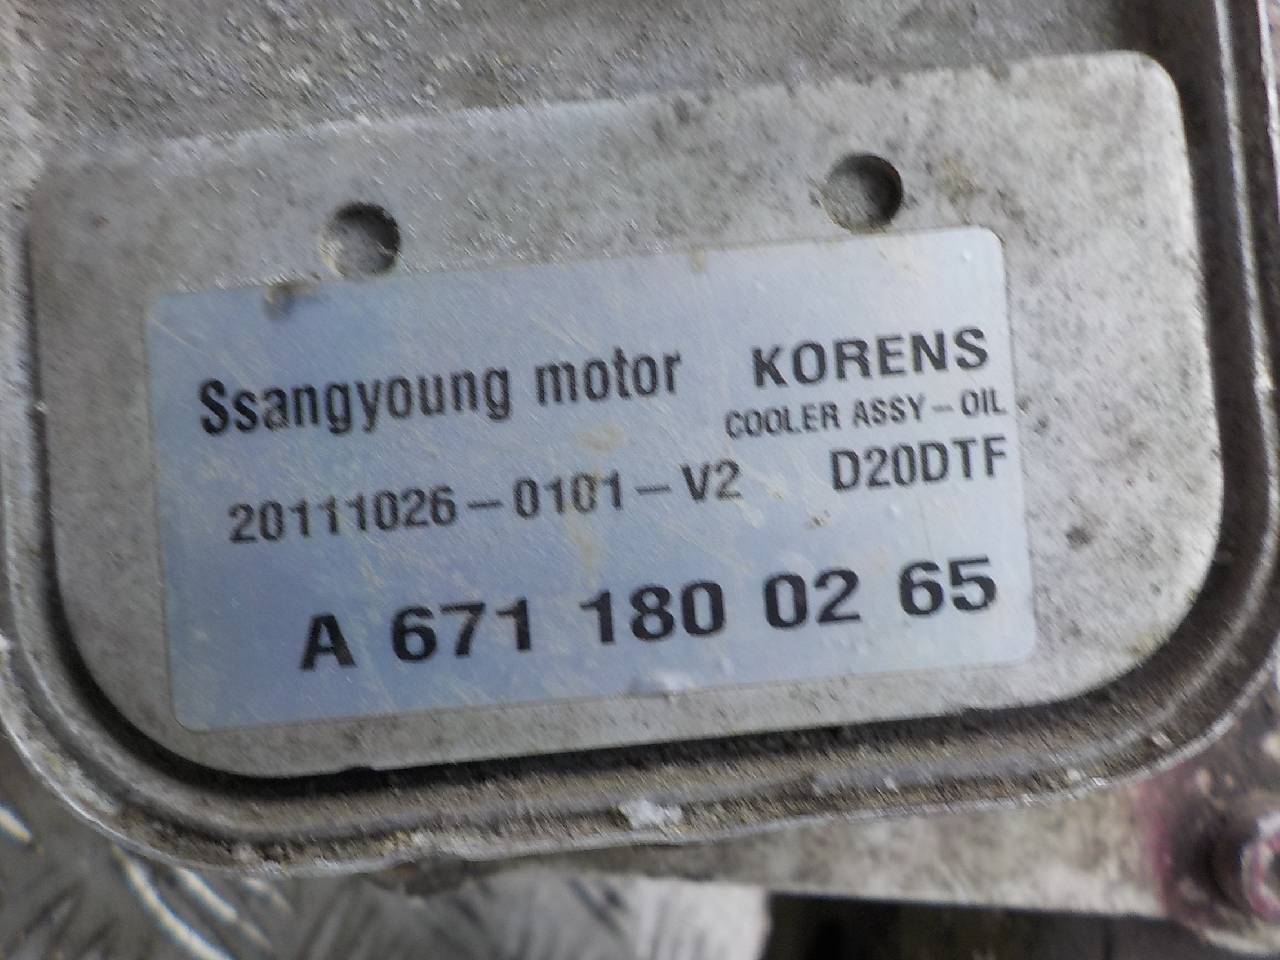 Ssangyoung motor KORENS
COOLER ASSY-OIL
20111026-0101-V2 D20DTF
A 671 180 02 65